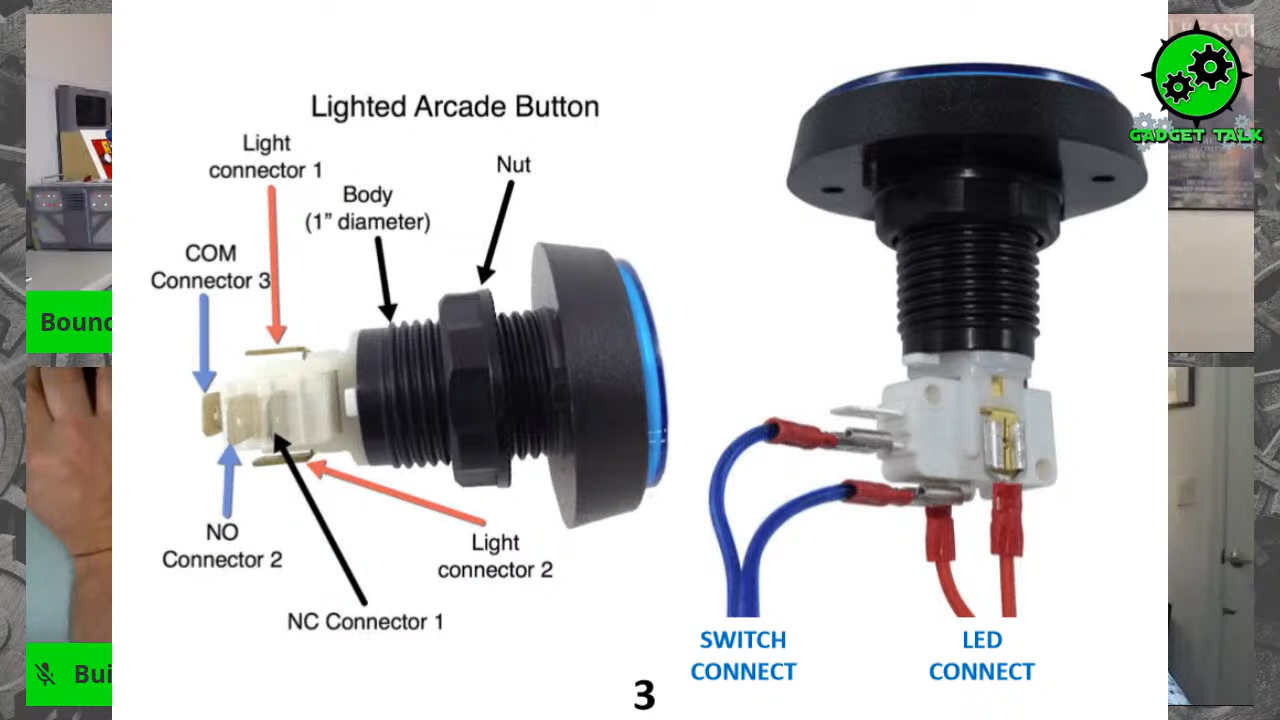 Lighted Arcade Button
Light
connector 1
Nut
Body
(1” diameter)
COM
Connector 3
NO
Connector 2
Light
connector 2
NC Connector 1
SWITCH
CONNECT
LED
CONNECT
3
GADGET TALK
Bounc
Bui